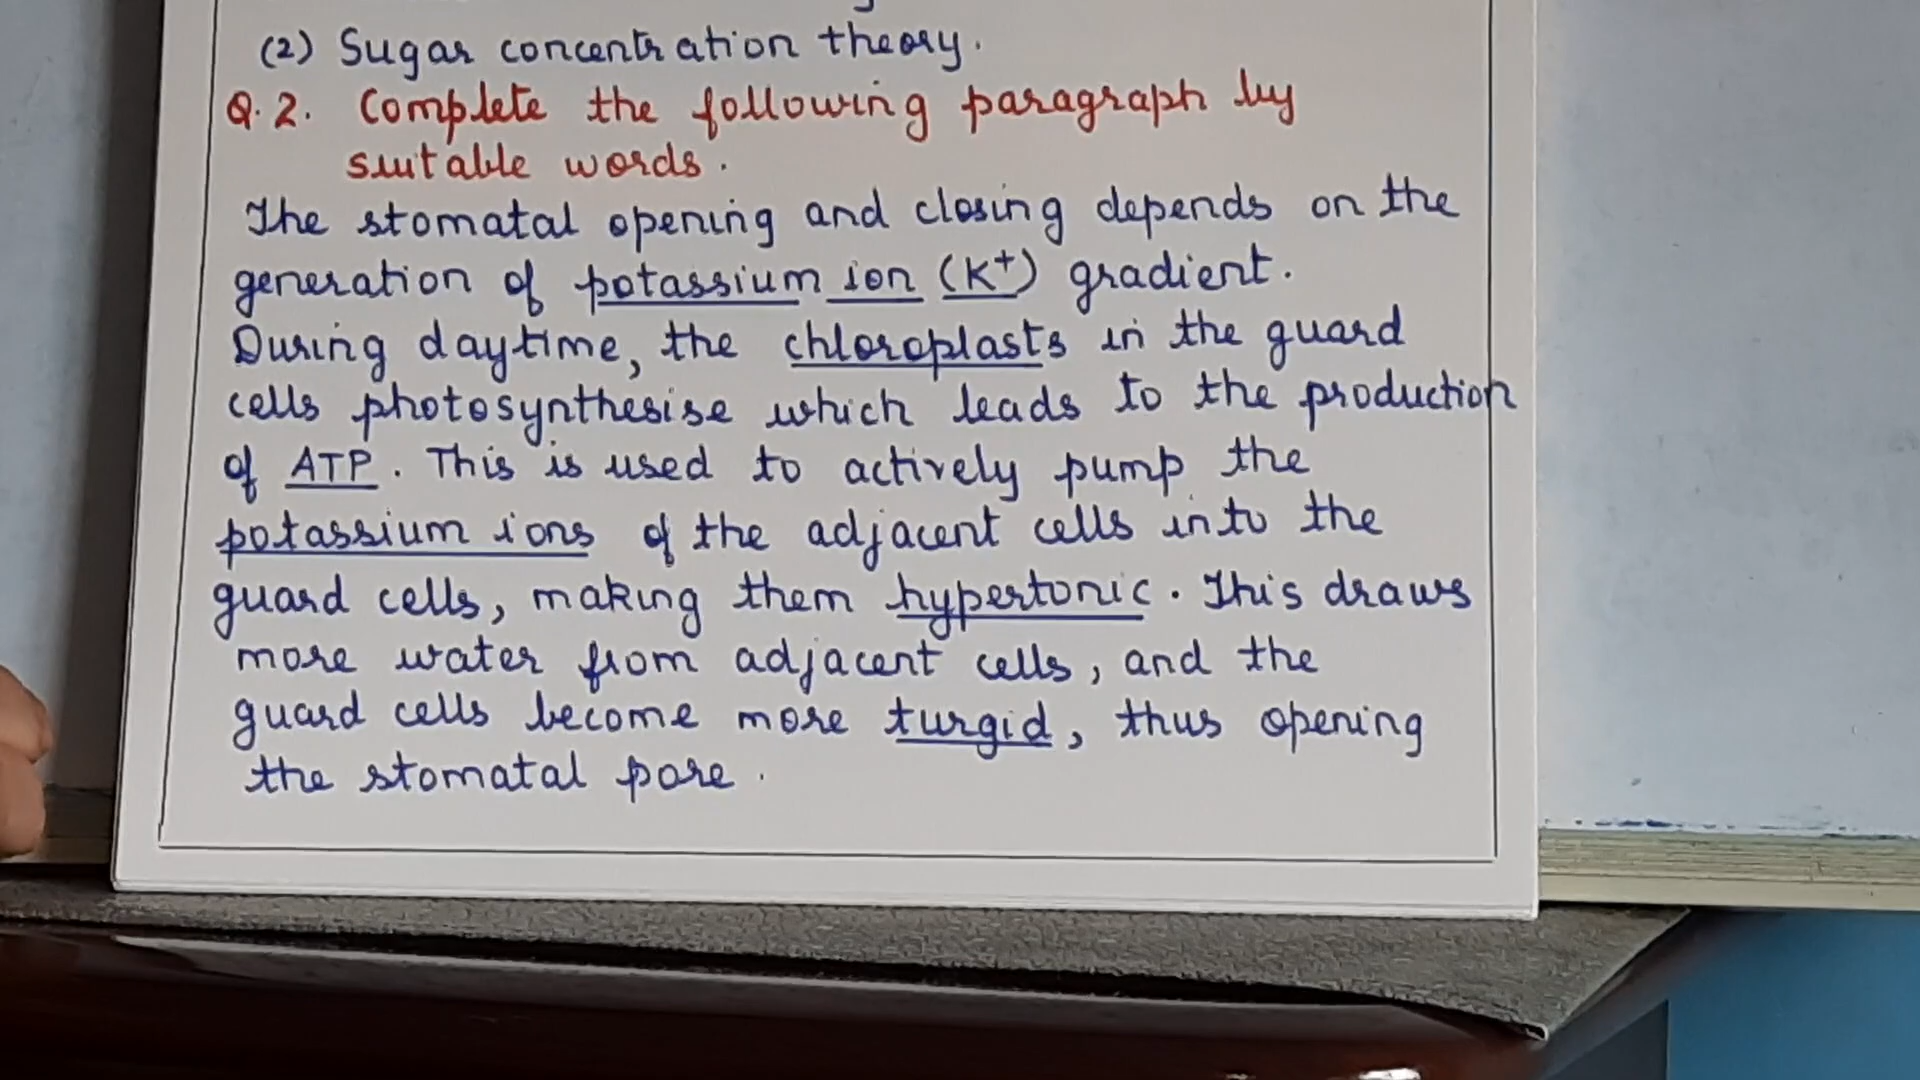 (2) Sugar concentration theory.
Q.2. Complete the following paragraph by
suitable words.
The stomatal opening and closing depends on the
generation of potassium ion (K+) gradient.
During daytime, the chloroplasts in the guard
cells photosynthesise which leads to the production
of ATP. This is used to actively pump the
potassium ions of the adjacent cells into the
guard cells, making them hypertonic. This draws
more water from adjacent cells, and the
guard cells become more turgid, thus opening
the stomatal pore.